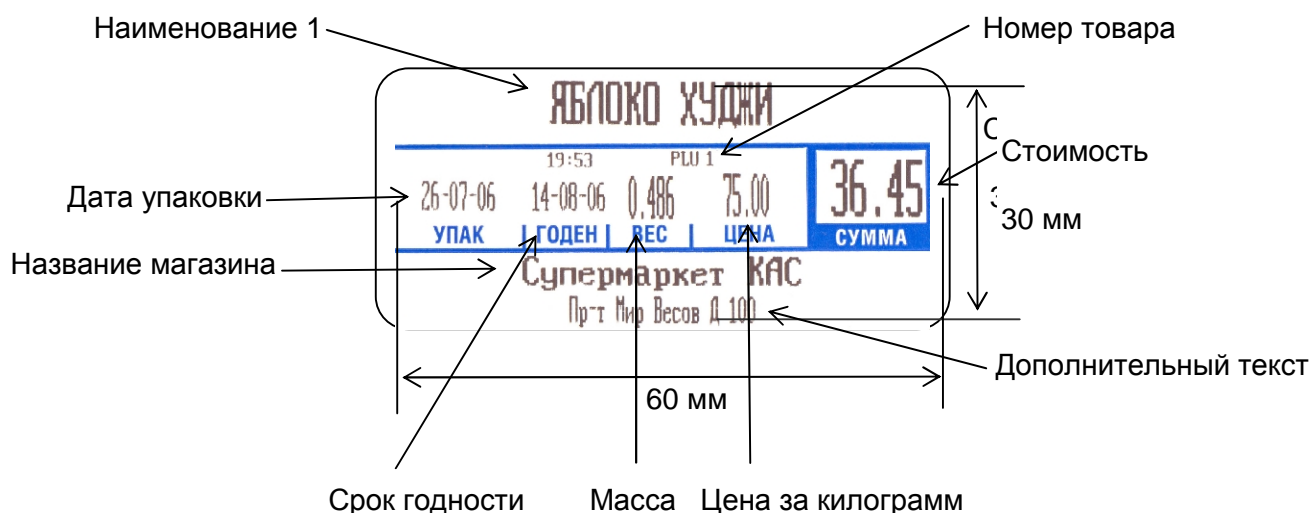 Наименование 1
Номер товара
ЯБЛОКО ХУДЖИ
Стоимость
19:53 PLU 1
36.45
Дата упаковки
26-07-06 14-08-06 0.486 75.00
30 мм
УПАК ГОДЕН ВЕС ЦЕНА СУММА
Название магазина
Супермаркет КАС
Пр-т Мир Весов Д 100
Дополнительный текст
60 мм
Срок годности Масса Цена за килограмм